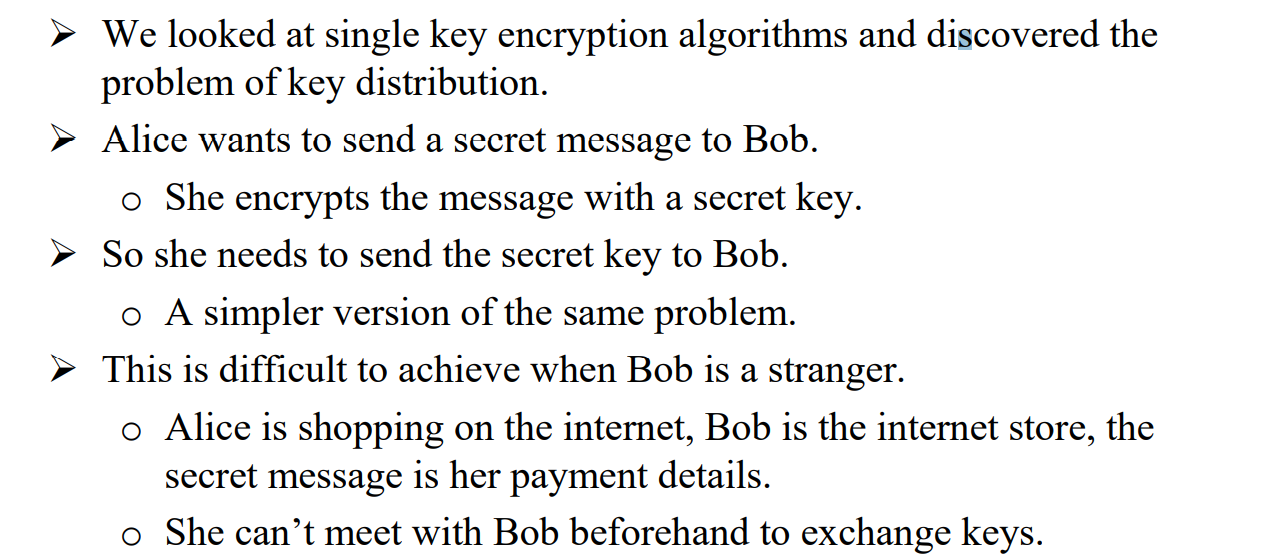 ➢ We looked at single key encryption algorithms and discovered the
problem of key distribution.
➢ Alice wants to send a secret message to Bob.
o She encrypts the message with a secret key.
➢ So she needs to send the secret key to Bob.
o A simpler version of the same problem.
➢ This is difficult to achieve when Bob is a stranger.
o Alice is shopping on the internet, Bob is the internet store, the
secret message is her payment details.
o She can’t meet with Bob beforehand to exchange keys.